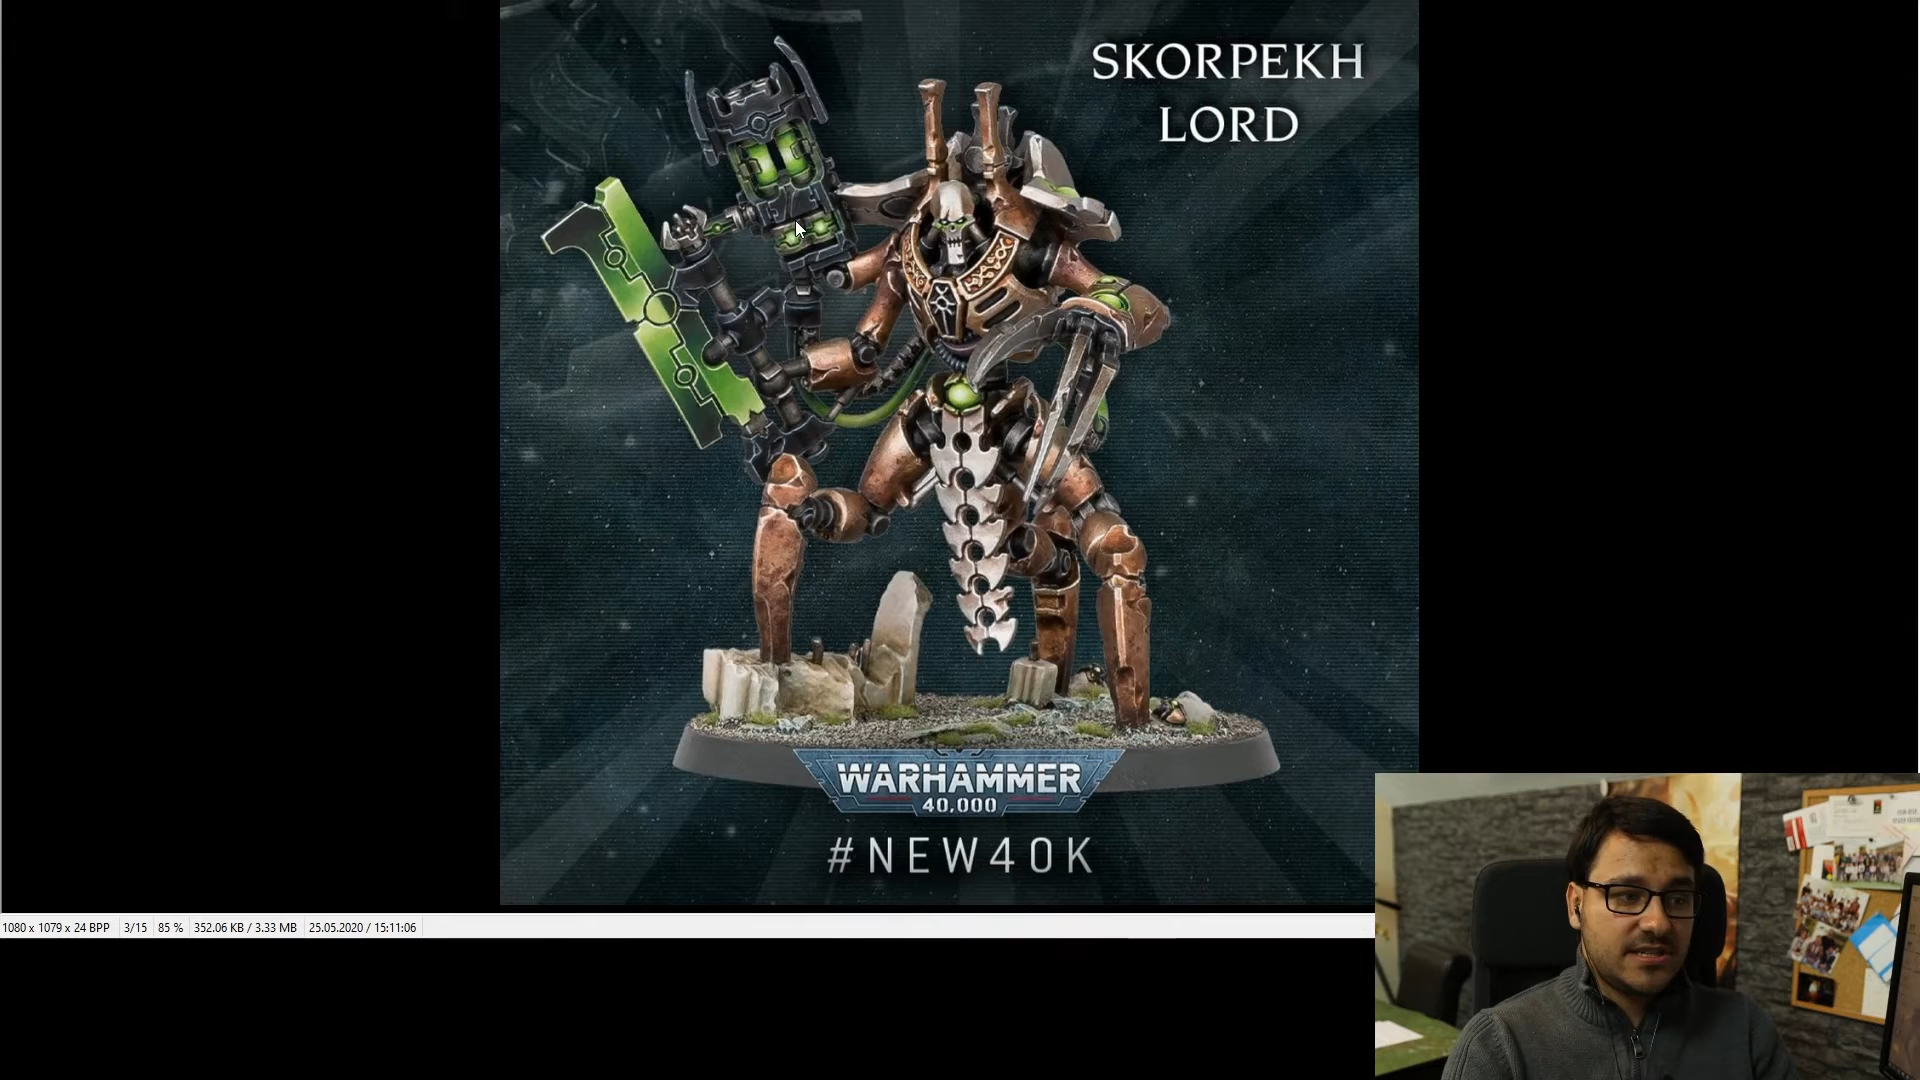 SKORPEKH
LORD
WARHAMMER
40,000
#NEW40K
1080 x 1079 x 24 BPP
3/15
85 %
352.06 KB / 3.33 MB
25.05.2020 / 15:11:06